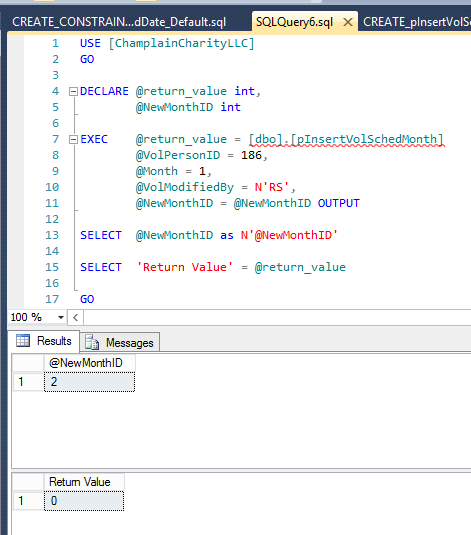 CREATE_CONSTRAIN...dDate_Default.sql SQLQuery6.sql CREATE_pInsertVolS
1 USE [ChamplainCharityLLC]
2 GO
3
4 DECLARE @return_value int,
5 @NewMonthID int
6
7 EXEC @return_value = [dbo].[pInsertVolSchedMonth]
8 @VolPersonID = 186,
9 @Month = 1,
10 @VolModifiedBy = N'RS',
11 @NewMonthID = @NewMonthID OUTPUT
12
13 SELECT @NewMonthID as N'@NewMonthID'
14
15 SELECT 'Return Value' = @return_value
16
17 GO
100 %
Results Messages
@NewMonthID
1 2
Return Value
1 0